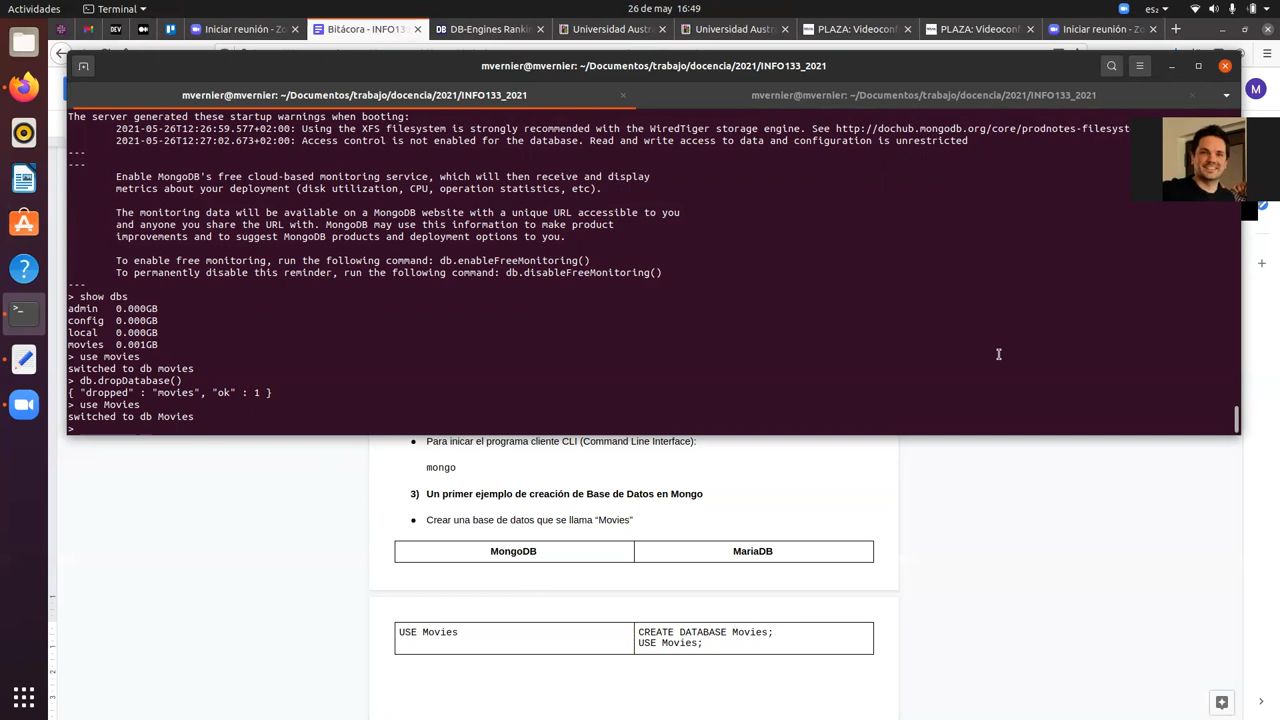 Actividades
Terminal
26 de may 16:49
es2
Iniciar reunión - Zo
Bitácora - INFO133
DB-Engines Rankin
Universidad Austra
Universidad Austra
PLAZA: Videoconf
PLAZA: Videoconf
Iniciar reunión - Zo
mvernier@mvernier: ~/Documentos/trabajo/docencia/2021/INFO133_2021
mvernier@mvernier: ~/Documentos/trabajo/docencia/2021/INFO133_2021
mvernier@mvernier: ~/Documentos/trabajo/docencia/2021/INFO133_2021
M
The server generated these startup warnings when booting:
2021-05-26T12:26:59.577+02:00: Using the XFS filesystem is strongly recommended with the WiredTiger storage engine. See http://dochub.mongodb.org/core/prodnotes-filesyst
2021-05-26T12:27:02.673+02:00: Access control is not enabled for the database. Read and write access to data and configuration is unrestricted
---
---
Enable MongoDB's free cloud-based monitoring service, which will then receive and display
metrics about your deployment (disk utilization, CPU, operation statistics, etc).
The monitoring data will be available on a MongoDB website with a unique URL accessible to you
and anyone you share the URL with. MongoDB may use this information to make product
improvements and to suggest MongoDB products and deployment options to you.
To enable free monitoring, run the following command: db.enableFreeMonitoring()
To permanently disable this reminder, run the following command: db.disableFreeMonitoring()
---
> show dbs
admin 0.000GB
config 0.000GB
local 0.000GB
movies 0.001GB
> use movies
switched to db movies
> db.dropDatabase()
{ "dropped" : "movies", "ok" : 1 }
> use Movies
switched to db Movies
>
● Para inicar el programa cliente CLI (Command Line Interface):
mongo
3) Un primer ejemplo de creación de Base de Datos en Mongo
● Crear una base de datos que se llama “Movies”
MongoDB MariaDB
USE Movies CREATE DATABASE Movies;
USE Movies;